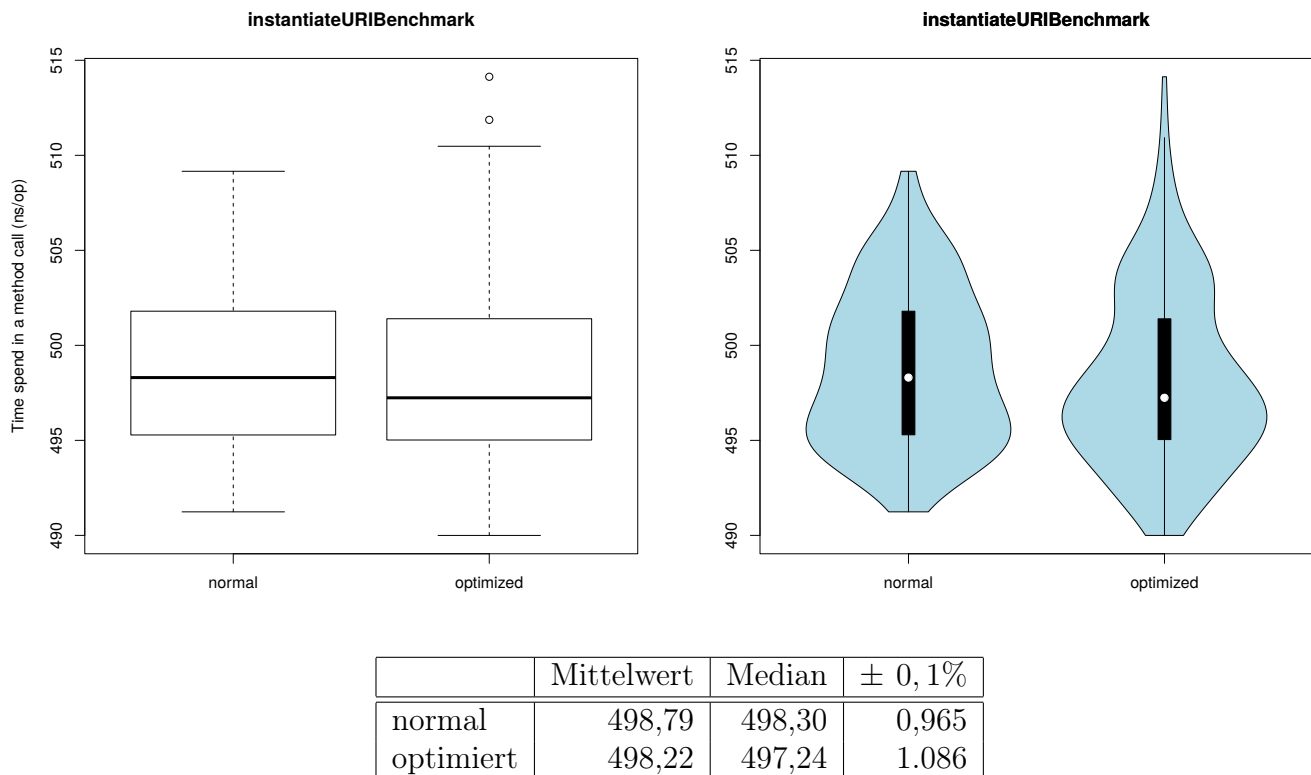 instantiateURIBenchmark
Time spend in a method call (ns/op)
515
510
505
500
495
490
normal
optimized
instantiateURIBenchmark
515
510
505
500
495
490
normal
optimized
Mittelwert Median ± 0, 1%
normal 498,79 498,30 0,965
optimiert 498,22 497,24 1.086